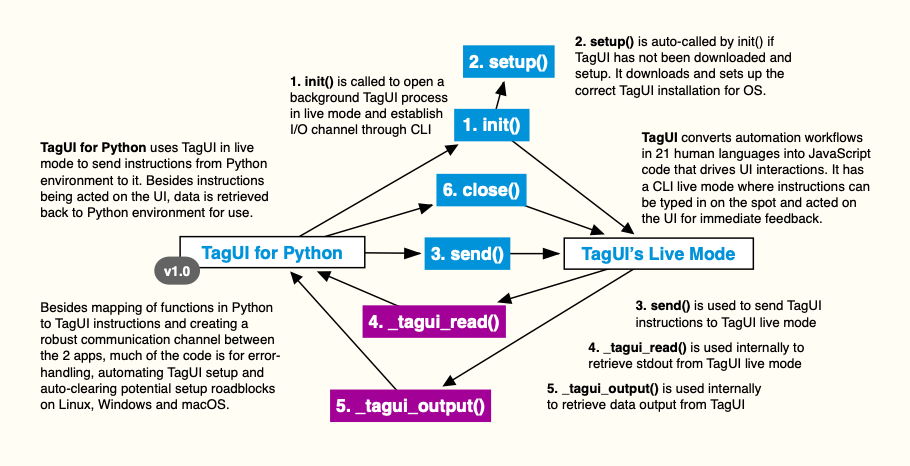 2. setup() is auto-called by init() if
TagUI has not been downloaded and
setup. It downloads and sets up the
correct TagUI installation for OS.
2. setup()
1. init() is called to open a
background TagUI process
in live mode and establish
I/O channel through CLI
1. init()
TagUI converts automation workflows
in 21 human languages into JavaScript
code that drives UI interactions. It has
a CLI live mode where instructions can
be typed in on the spot and acted on
the UI for immediate feedback.
TagUI for Python uses TagUI in live
mode to send instructions from Python
environment to it. Besides instructions
being acted on the UI, data is retrieved
back to Python environment for use.
6. close()
TagUI for Python
v1.0
3. send()
TagUI's Live Mode
Besides mapping of functions in Python
to TagUI instructions and creating a
robust communication channel between
the 2 apps, much of the code is for error-
handling, automating TagUI setup and
auto-clearing potential setup roadblocks
on Linux, Windows and macOS.
4. _tagui_read()
5. _tagui_output()
3. send() is used to send TagUI
instructions to TagUI live mode
4. _tagui_read() is used internally to
retrieve stdout from TagUI live mode
5. _tagui_output() is used internally
to retrieve data output from TagUI